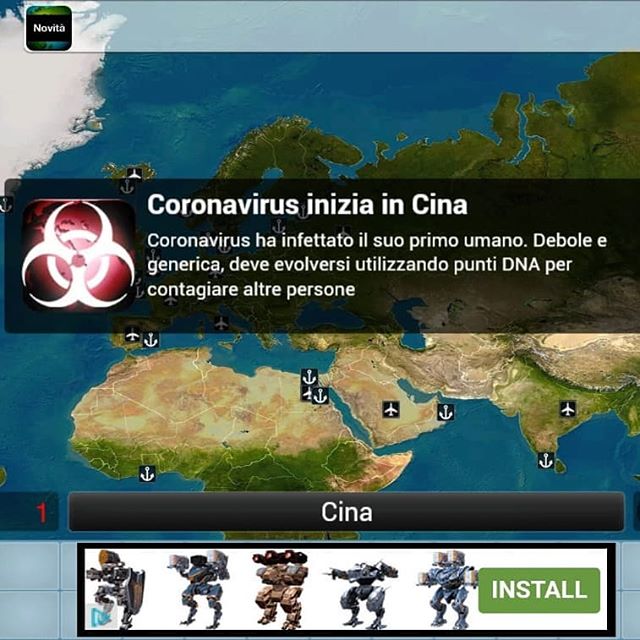 Novità
Coronavirus inizia in Cina
Coronavirus ha infettato il suo primo umano. Debole e
generica, deve evolversi utilizzando punti DNA per
contagiare altre persone
1
Cina
INSTALL